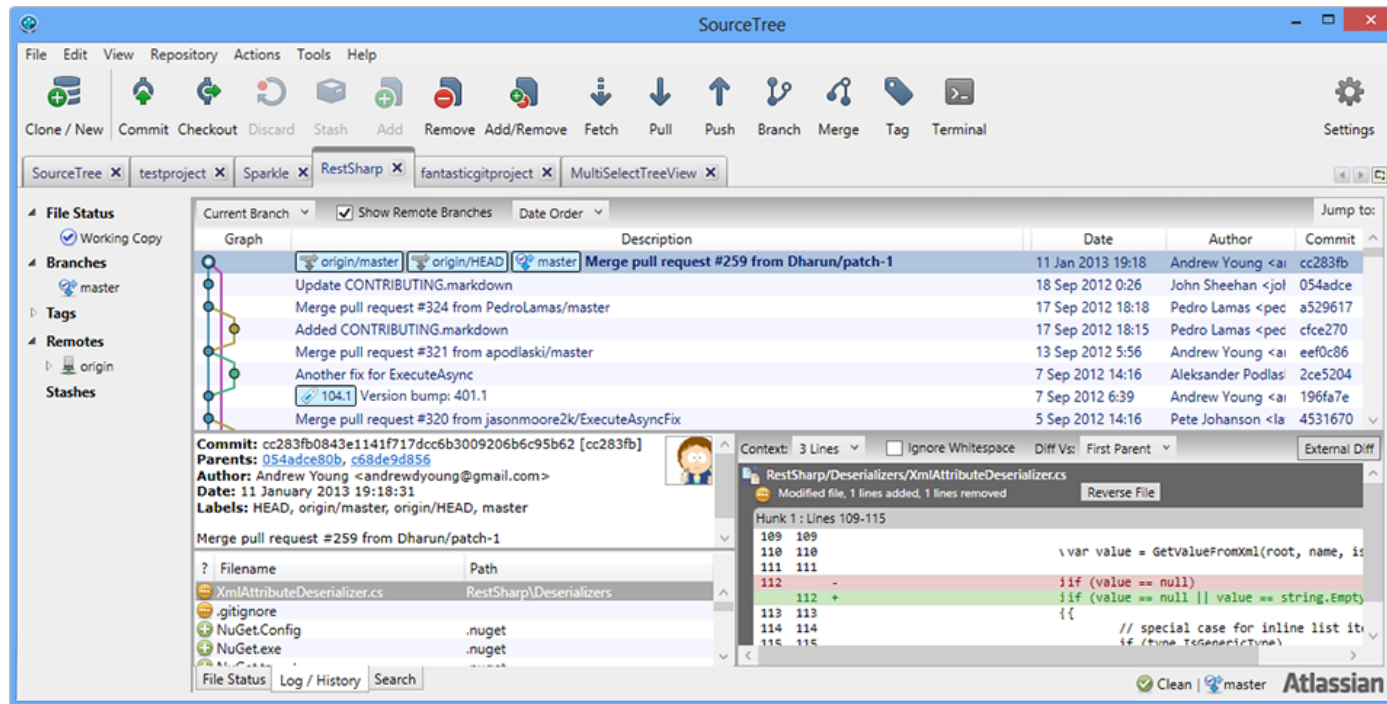 SourceTree
File Edit View Repository Actions Tools Help
Clone / New Commit Checkout Discard Stash Add Remove Add/Remove Fetch Pull Push Branch Merge Tag Terminal Settings
SourceTree testproject Sparkle RestSharp fantasticgitproject MultiSelectTreeView
File Status
Working Copy
Branches
master
Tags
Remotes
origin
Stashes
Current Branch Show Remote Branches Date Order Jump to:
Graph Description Date Author Commit
origin/master origin/HEAD master Merge pull request #259 from Dharun/patch-1 11 Jan 2013 19:18 Andrew Young <a cc283fb
Update CONTRIBUTING.markdown 18 Sep 2012 0:26 John Sheehan <joh 054adce
Merge pull request #324 from PedroLamas/master 17 Sep 2012 18:18 Pedro Lamas <ped a529617
Added CONTRIBUTING.markdown 17 Sep 2012 18:15 Pedro Lamas <ped cfce270
Merge pull request #321 from apodlaski/master 13 Sep 2012 5:56 Andrew Young <a eef0c86
Another fix for ExecuteAsync 7 Sep 2012 14:16 Aleksander Podlas 2ce5204
104.1 Version bump: 401.1 7 Sep 2012 6:39 Andrew Young <a 196fa7e
Merge pull request #320 from jasonmoore2k/ExecuteAsyncFix 5 Sep 2012 14:16 Pete Johanson <la 4531670
Commit: cc283fb0843e1141f717dcc6b3009206b6c95b62 [cc283fb]
Parents: 054adce80b, c68de9d856
Author: Andrew Young <andrewdyoung@gmail.com>
Date: 11 January 2013 19:18:31
Labels: HEAD, origin/master, origin/HEAD, master
Merge pull request #259 from Dharun/patch-1
? Filename Path
XmlAttributeDeserializer.cs RestSharp\Deserializers
.gitignore
NuGet.Config .nuget
NuGet.exe .nuget
Context: 3 Lines Ignore Whitespace Diff Vs: First Parent External Diff
RestSharp/Deserializers/XmlAttributeDeserializer.cs
Modified file, 1 lines added, 1 lines removed Reverse File
Hunk 1 : Lines 109-115
109 109
110 110 var value = GetValueFromXml(root, name, is
111 111
112 - if (value == null)
112 + if (value == null || value == string.Empty
113 113 {
114 114 // special case for inline list ite
115 115 if (type.IsGenericType)
File Status Log / History Search
Clean | master Atlassian